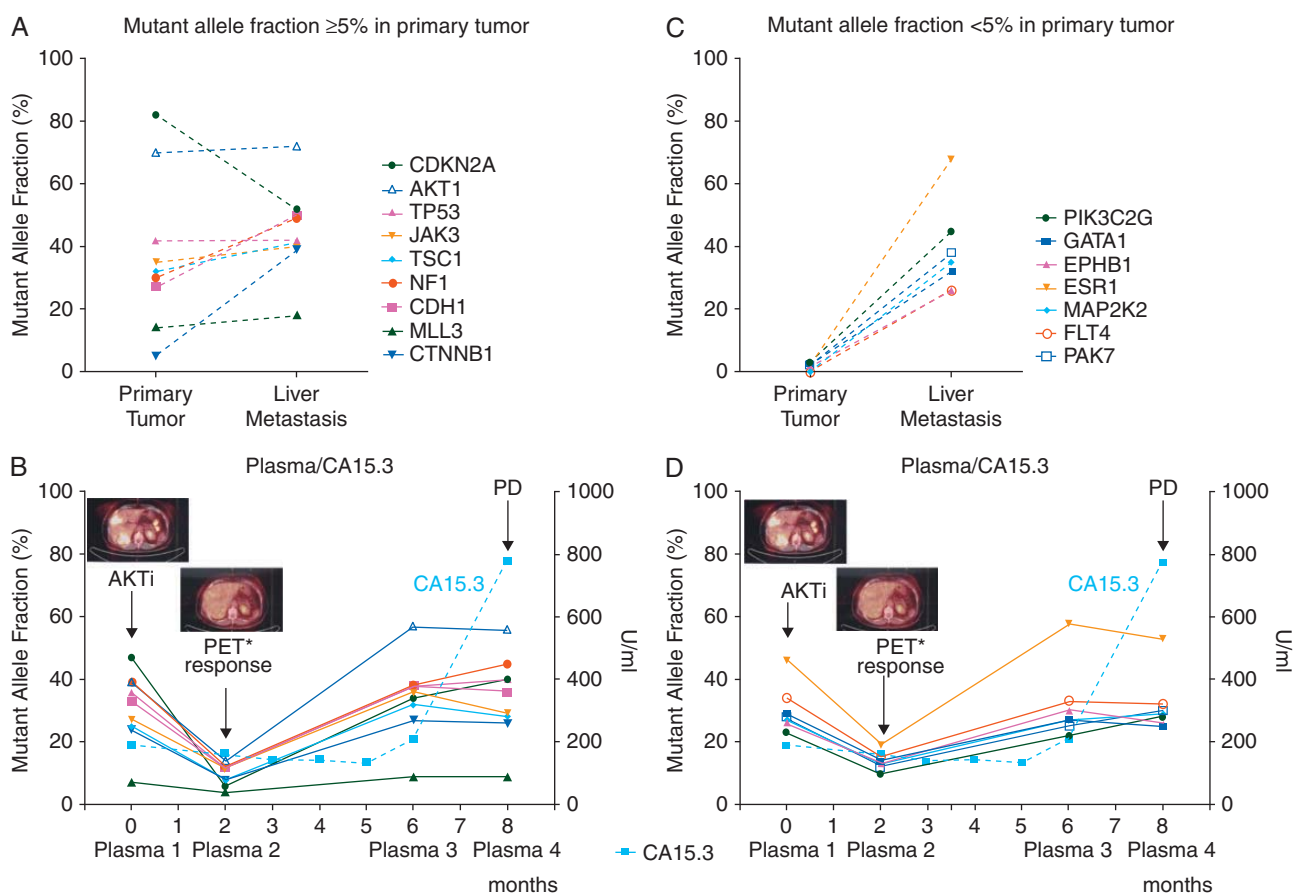 A
Mutant allele fraction ≥5% in primary tumor
Mutant Allele Fraction (%)
100
80
60
40
20
0
Primary
Tumor
Liver
Metastasis
CDKN2A
AKT1
TP53
JAK3
TSC1
NF1
CDH1
MLL3
CTNNB1
C
Mutant allele fraction <5% in primary tumor
Mutant Allele Fraction (%)
100
80
60
40
20
0
Primary
Tumor
Liver
Metastasis
PIK3C2G
GATA1
EPHB1
ESR1
MAP2K2
FLT4
PAK7
B
Plasma/CA15.3
Mutant Allele Fraction (%)
100
80
60
40
20
0
AKTi
PET*
response
CA15.3
PD
1000
800
600
400
200
0
U/ml
0 1 2 3 4 5 6 7 8
Plasma 1 Plasma 2 Plasma 3 Plasma 4
months
CA15.3
D
Plasma/CA15.3
Mutant Allele Fraction (%)
100
80
60
40
20
0
AKTi
PET*
response
CA15.3
PD
1000
800
600
400
200
0
U/ml
0 1 2 3 4 5 6 7 8
Plasma 1 Plasma 2 Plasma 3 Plasma 4
months